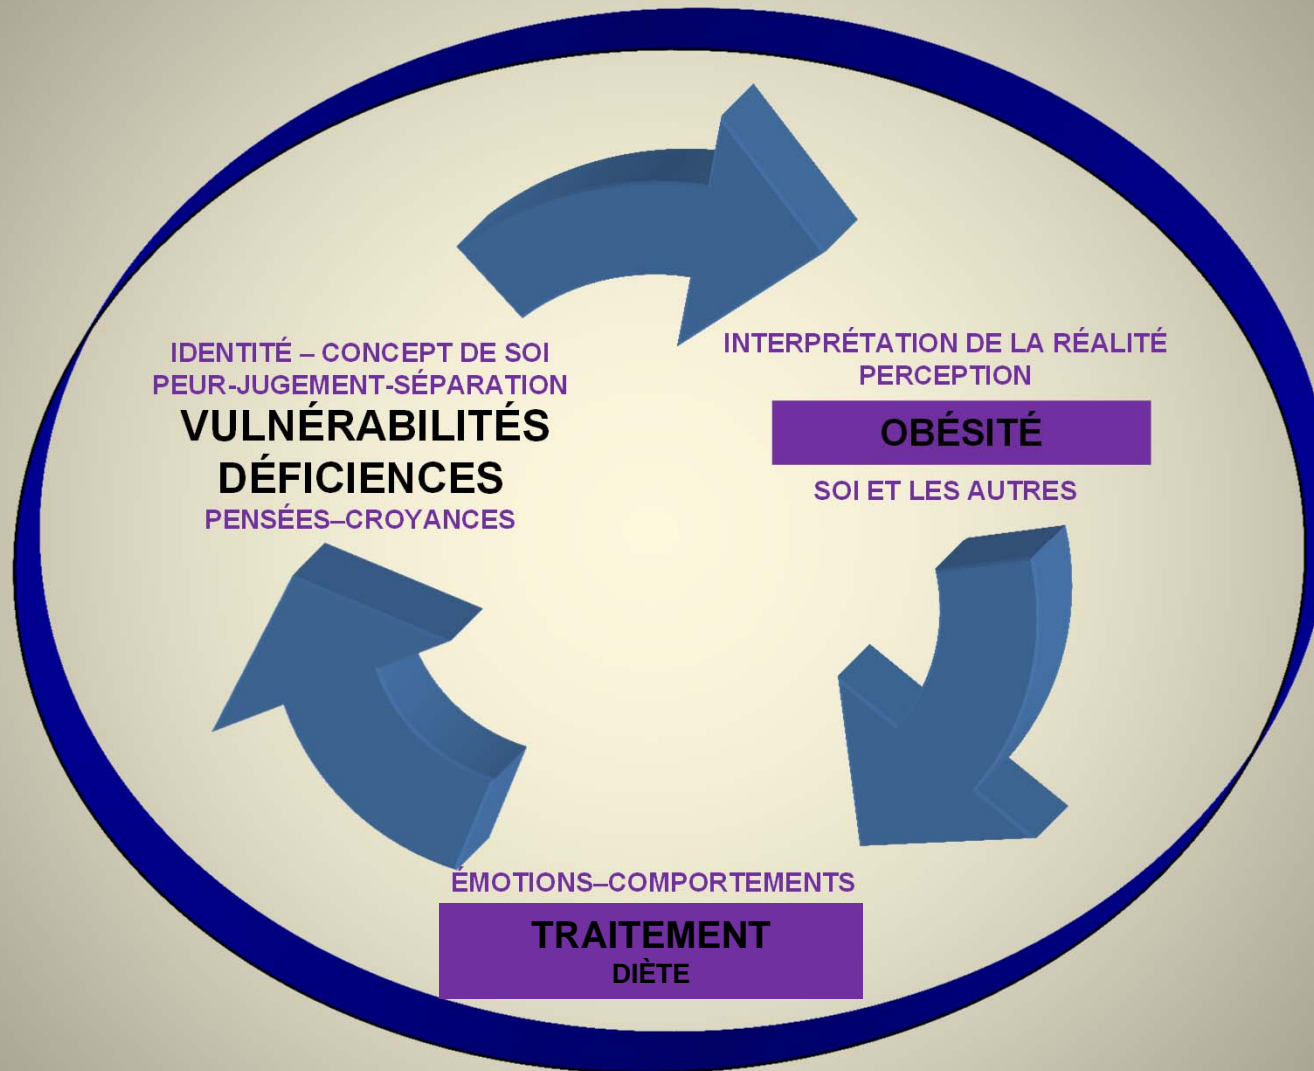 IDENTITÉ – CONCEPT DE SOI
PEUR-JUGEMENT-SÉPARATION
VULNÉRABILITÉS
DÉFICIENCES
PENSÉES–CROYANCES
INTERPRÉTATION DE LA RÉALITÉ
PERCEPTION
OBÉSITÉ
SOI ET LES AUTRES
ÉMOTIONS–COMPORTEMENTS
TRAITEMENT
DIÈTE